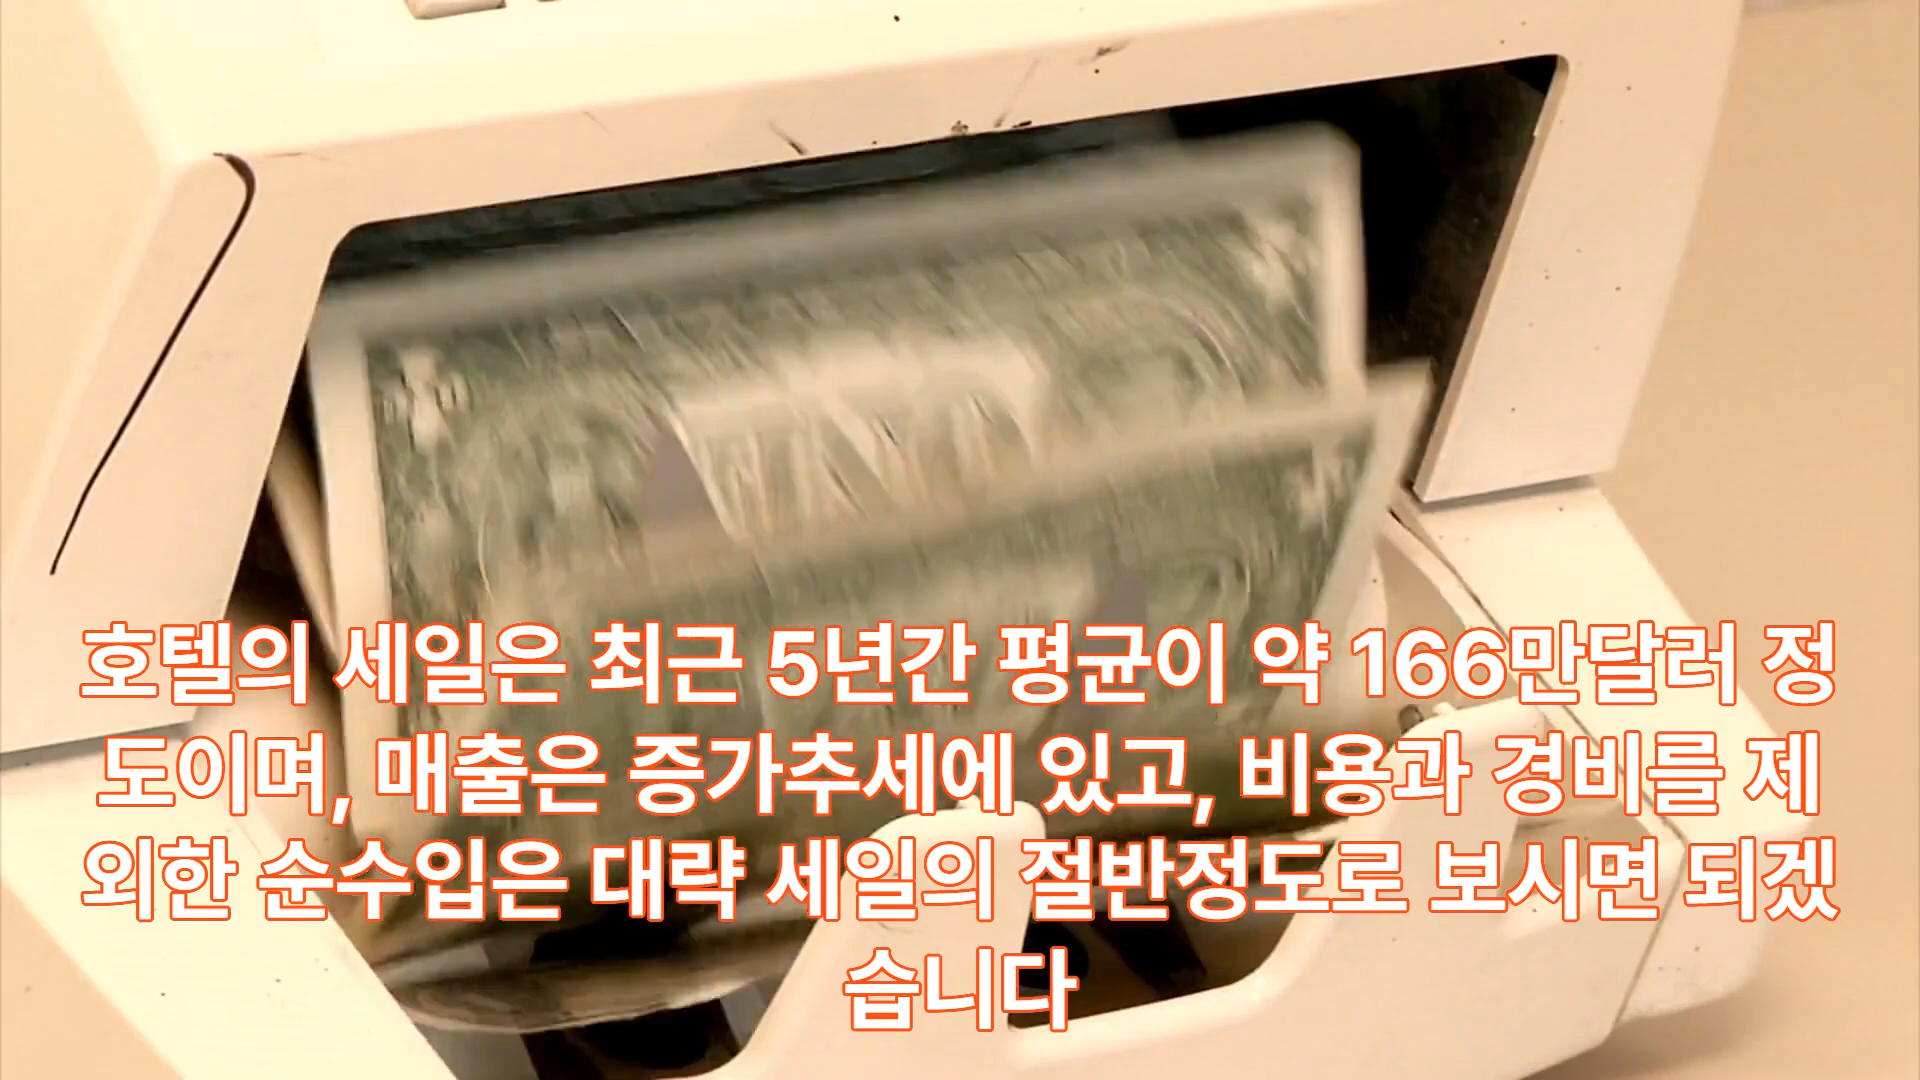 호텔의 세일은 최근 5년간 평균이 약 166만달러 정
도이며, 매출은 증가추세에 있고, 비용과 경비를 제
외한 순수입은 대략 세일의 절반정도로 보시면 되겠
습니다